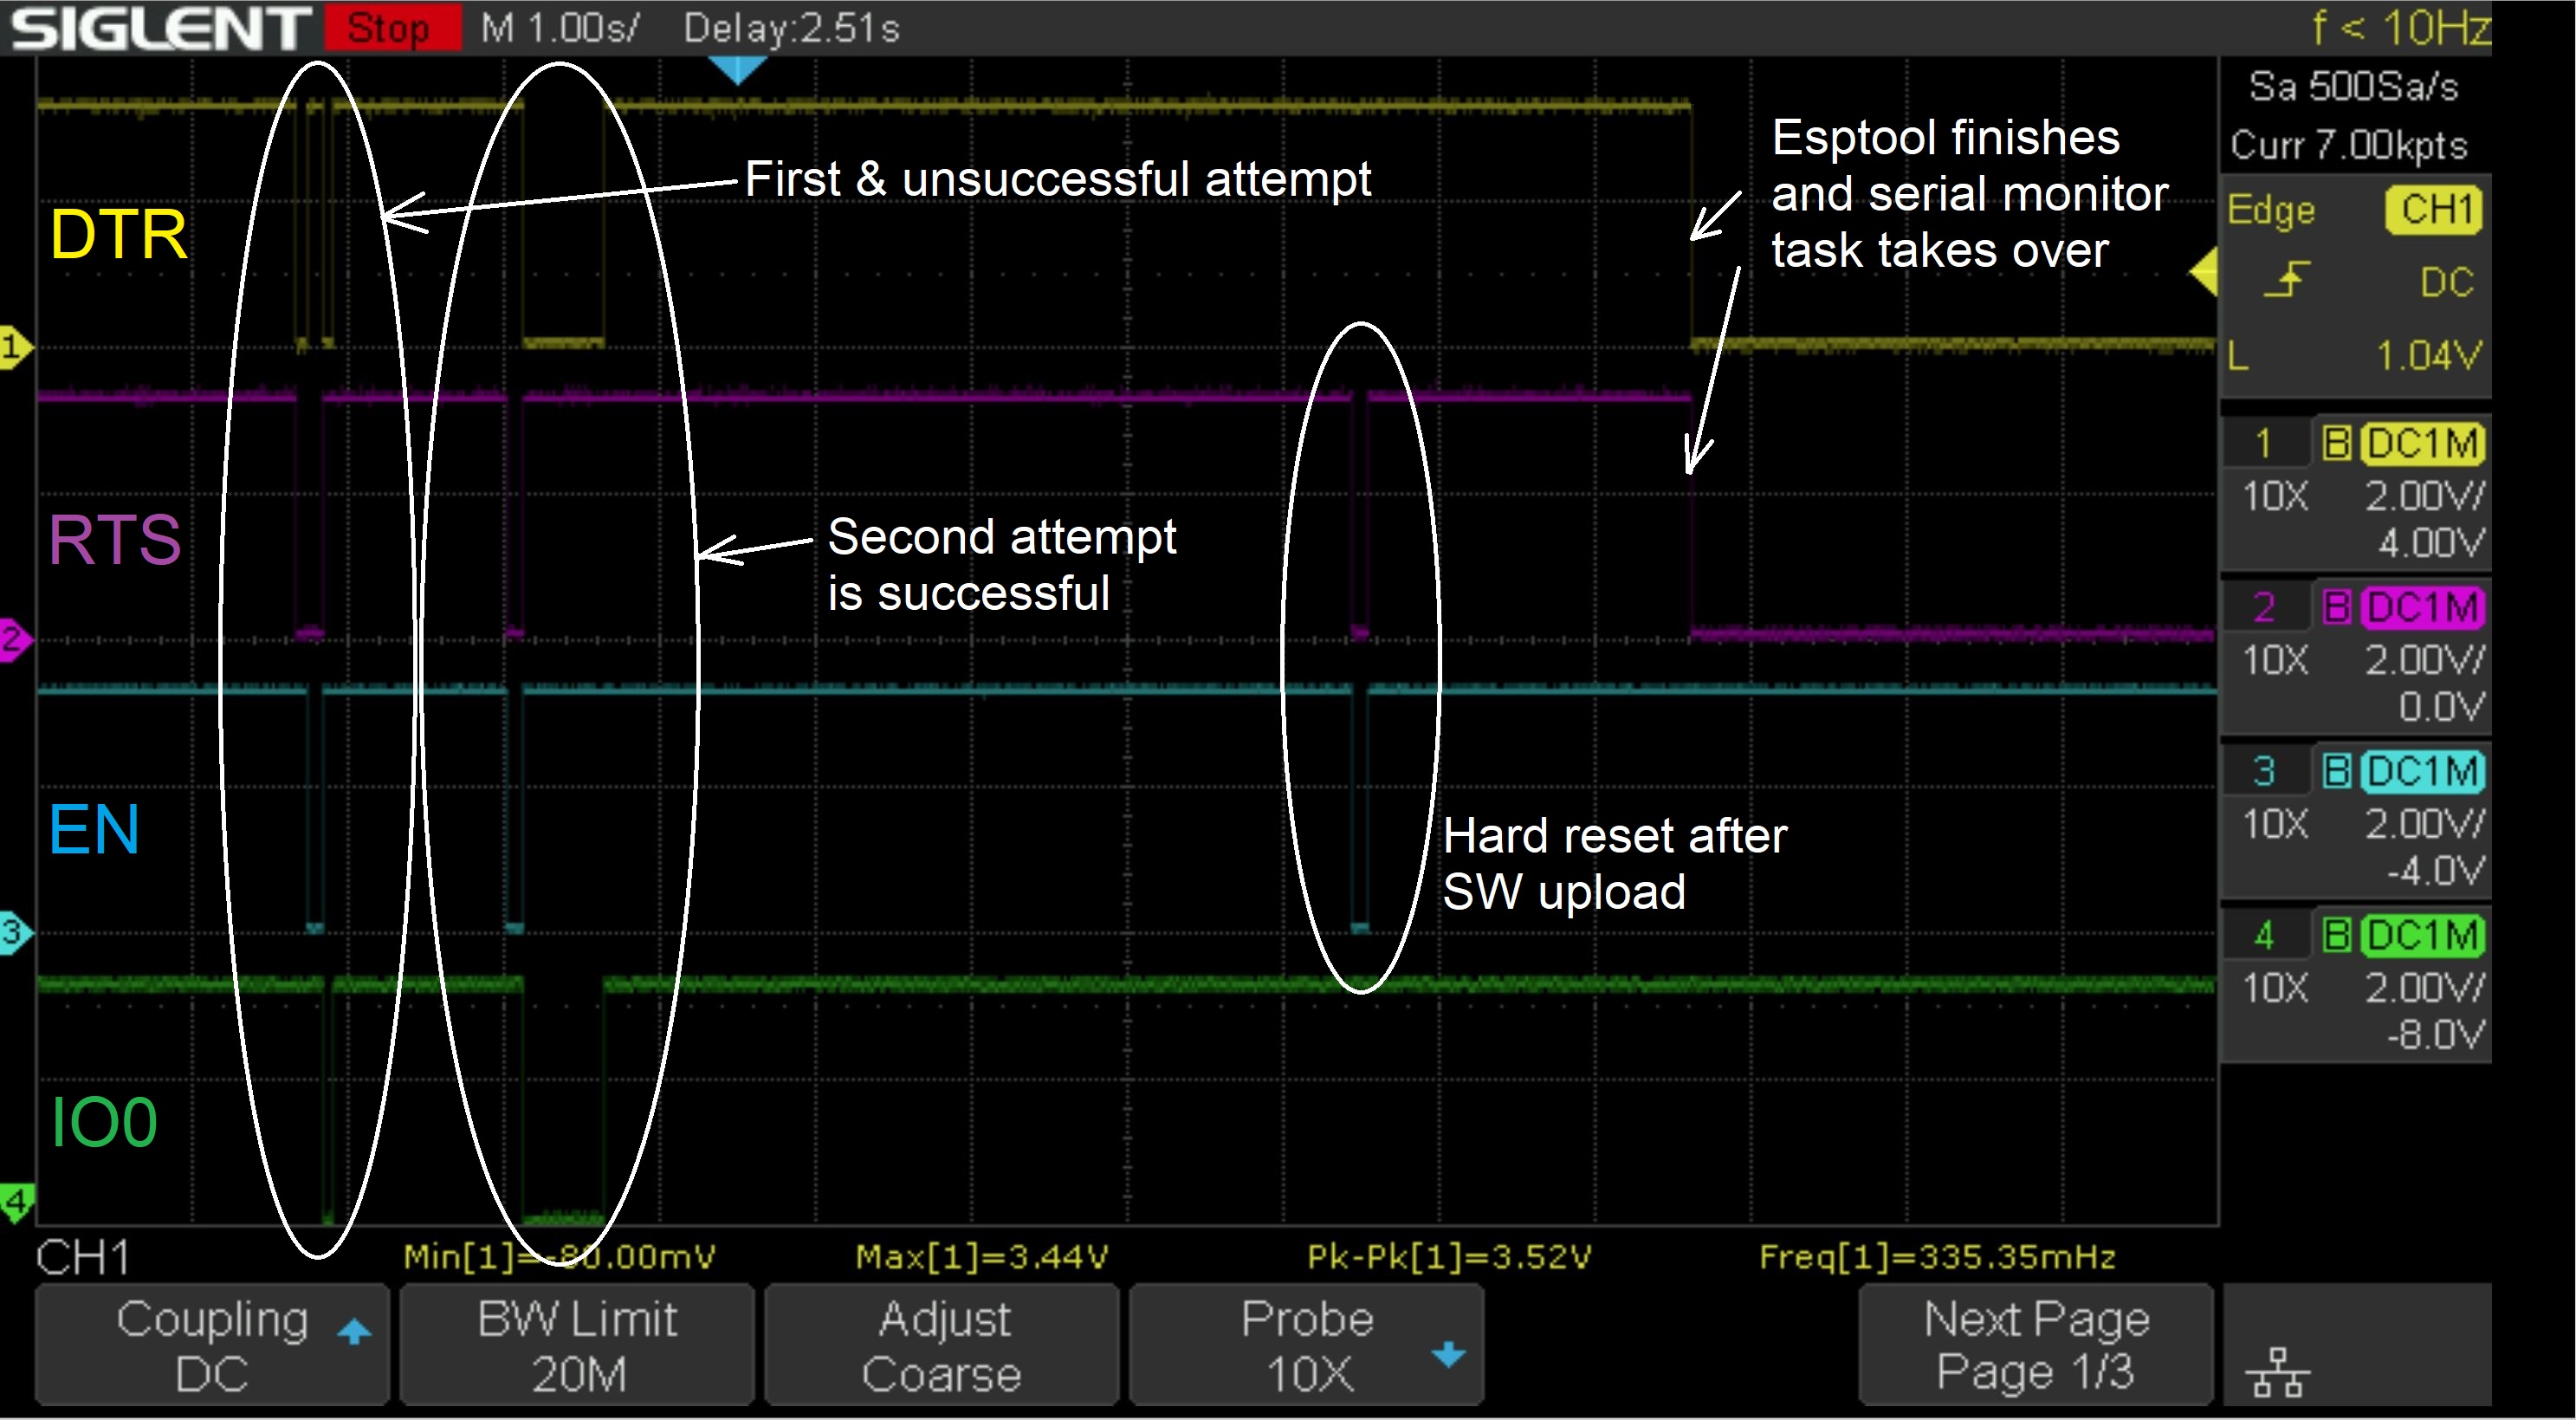 SIGLENT Stop M 1.00s/ Delay:2.51s f < 10Hz
Sa 500Sa/s
Curr 7.00kpts
Edge CH1
DC
L 1.04V
1 B DC1M
10X 2.00V/
4.00V
2 B DC1M
10X 2.00V/
0.0V
3 B DC1M
10X 2.00V/
-4.0V
4 B DC1M
10X 2.00V/
-8.0V
DTR
RTS
EN
IO0
1
2
3
4
First & unsuccessful attempt
Second attempt
is successful
Esptool finishes
and serial monitor
task takes over
Hard reset after
SW upload
CH1 Min[1]=-80.00mV Max[1]=3.44V Pk-Pk[1]=3.52V Freq[1]=335.35mHz
Coupling
DC
BW Limit
20M
Adjust
Coarse
Probe
10X
Next Page
Page 1/3